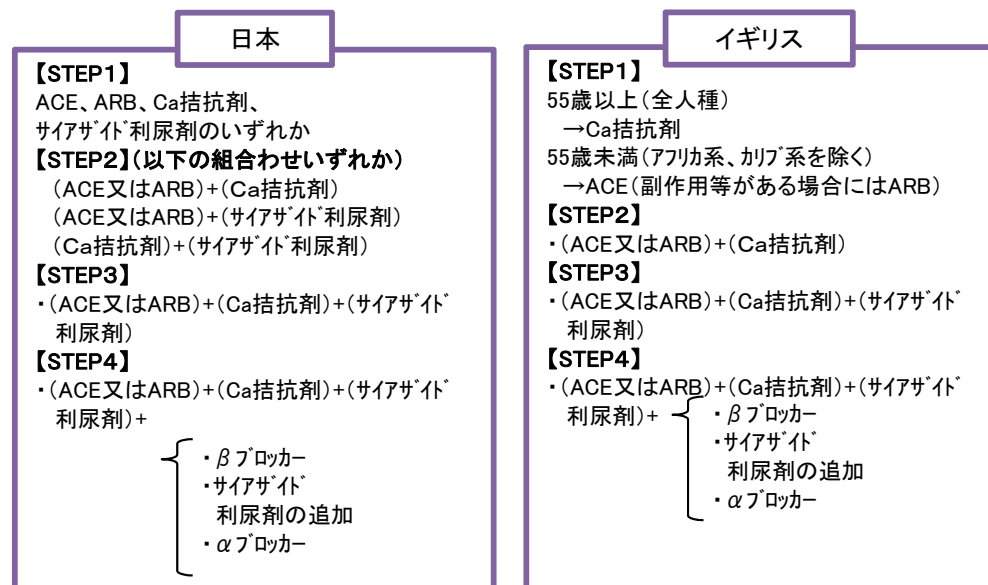 日本
【STEP1】
ACE、ARB、Ca拮抗剤、
ｻｲｱｻﾞｲﾄﾞ利尿剤のいずれか
【STEP2】（以下の組合わせいずれか）
（ACE又はARB）+（Ｃa拮抗剤）
（ACE又はARB）+（ｻｲｱｻﾞｲﾄﾞ利尿剤）
（Ｃa拮抗剤）+（ｻｲｱｻﾞｲﾄﾞ利尿剤）
【STEP3】
・（ACE又はARB）+（Ca拮抗剤）+（ｻｲｱｻﾞｲﾄﾞ
利尿剤）
【STEP4】
・（ACE又はARB）+（Ca拮抗剤）+（ｻｲｱｻﾞｲﾄﾞ
利尿剤）+
・βﾌﾞﾛｯｶｰ
・ｻｲｱｻﾞｲﾄﾞ
利尿剤の追加
・αﾌﾞﾛｯｶｰ
イギリス
【STEP1】
55歳以上（全人種）
→Ca拮抗剤
55歳未満（ｱﾌﾘｶ系、ｶﾘﾌﾞ系を除く）
→ACE（副作用等がある場合にはARB）
【STEP2】
・（ACE又はARB）+（Ｃa拮抗剤）
【STEP3】
・（ACE又はARB）+（Ca拮抗剤）+（ｻｲｱｻﾞｲﾄﾞ
利尿剤）
【STEP4】
・（ACE又はARB）+（Ca拮抗剤）+（ｻｲｱｻﾞｲﾄﾞ
利尿剤）+
・βﾌﾞﾛｯｶｰ
・ｻｲｱｻﾞｲﾄﾞ
利尿剤の追加
・αﾌﾞﾛｯｶｰ